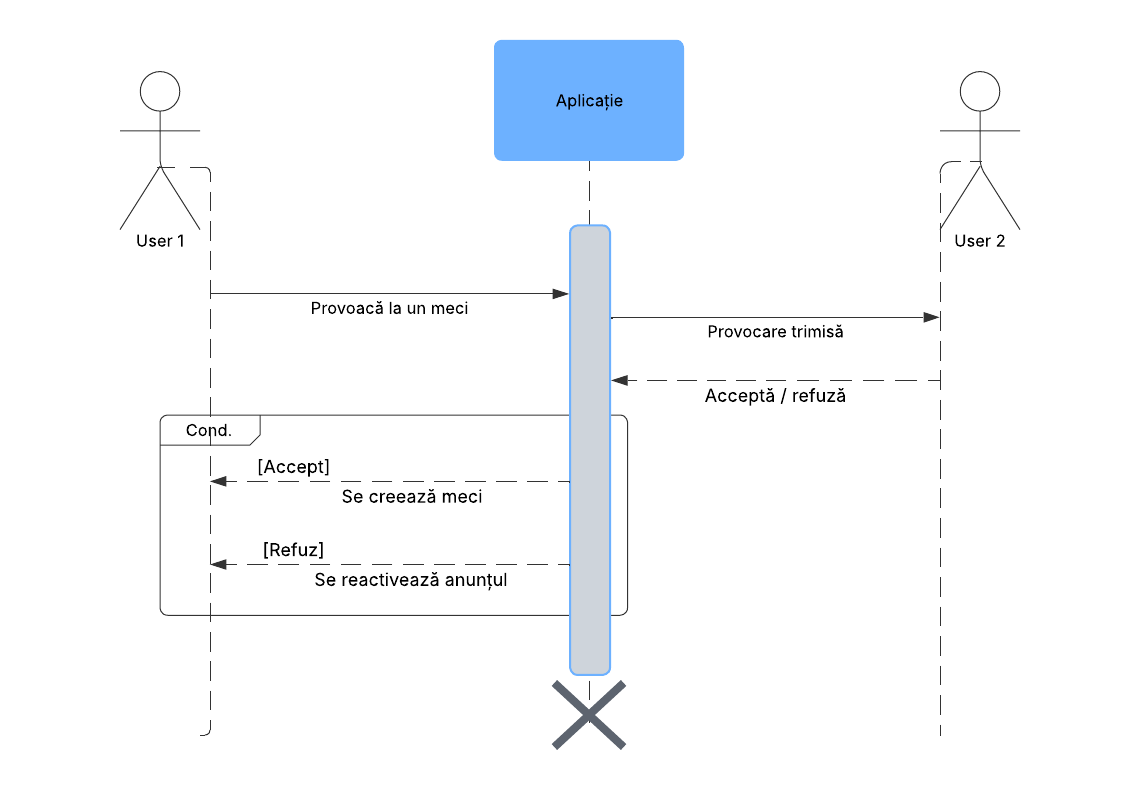 Aplicație
User 1
User 2
Provoacă la un meci
Provocare trimisă
Acceptă / refuză
Cond.
[Accept]
Se creează meci
[Refuz]
Se reactivează anunțul